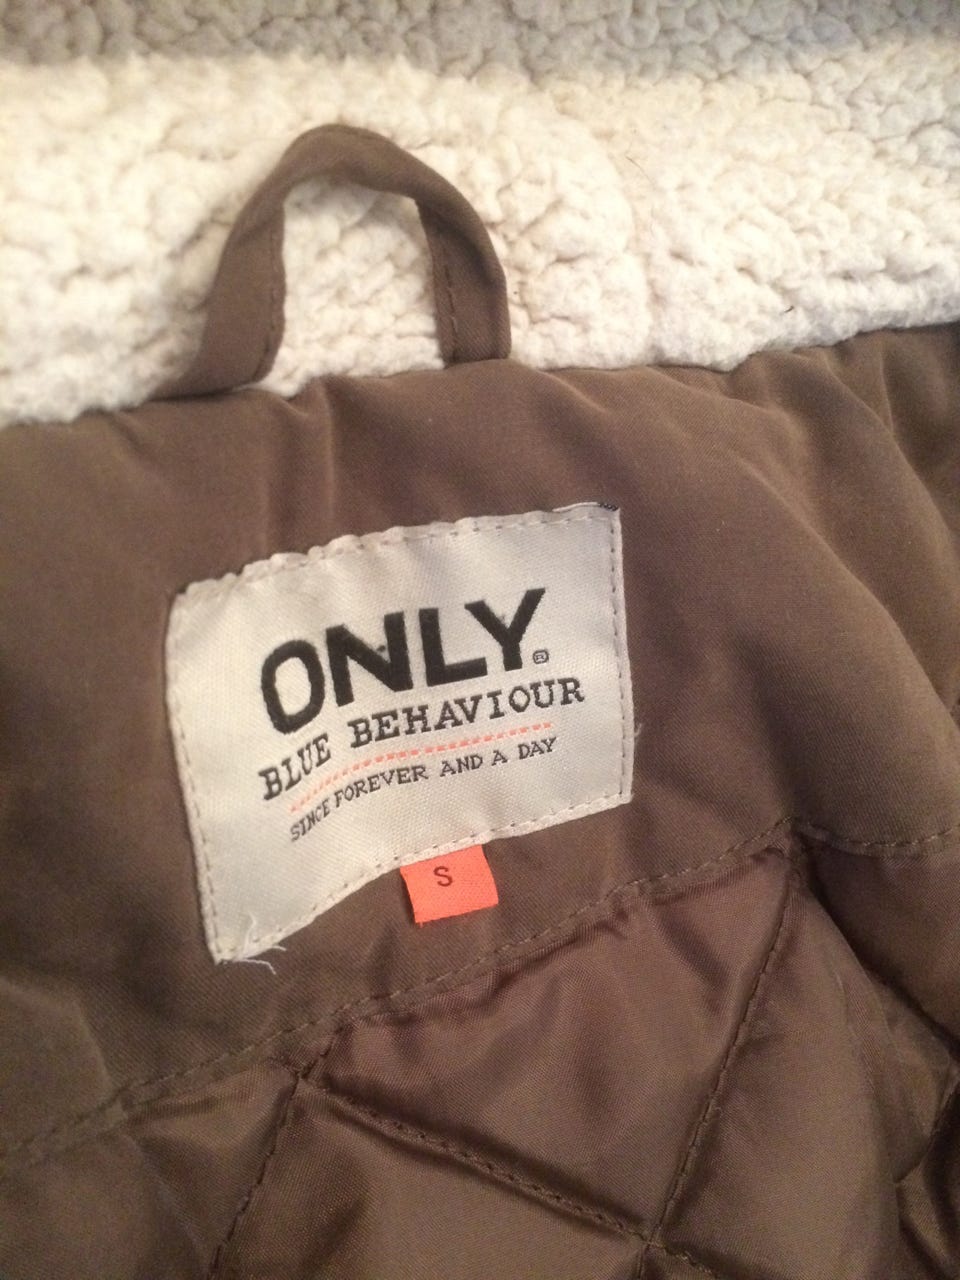 ONLY®
BLUE BEHAVIOUR
SINCE FOREVER AND A DAY
S